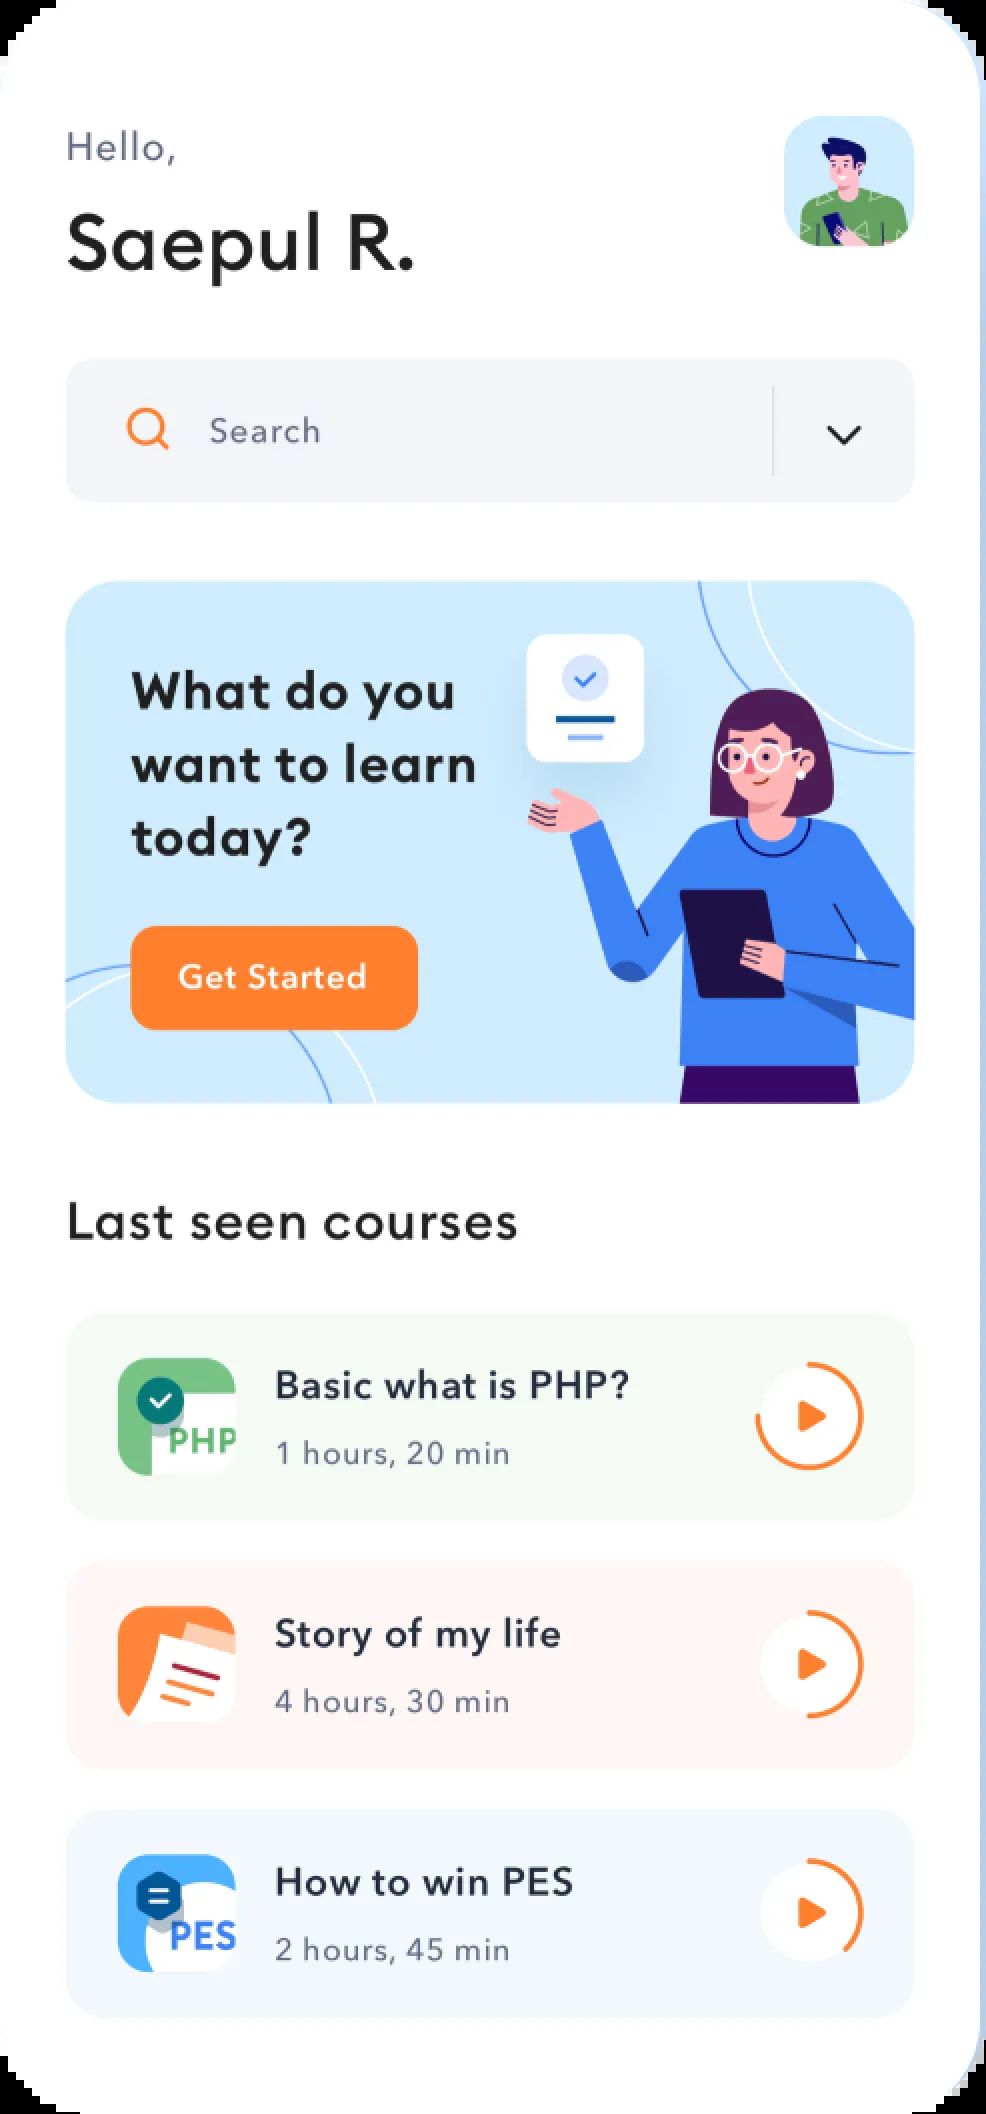 Hello,
Saepul R.
Search
What do you
want to learn
today?
Get Started
Last seen courses
PHP
Basic what is PHP?
1 hours, 20 min
Story of my life
4 hours, 30 min
PES
How to win PES
2 hours, 45 min